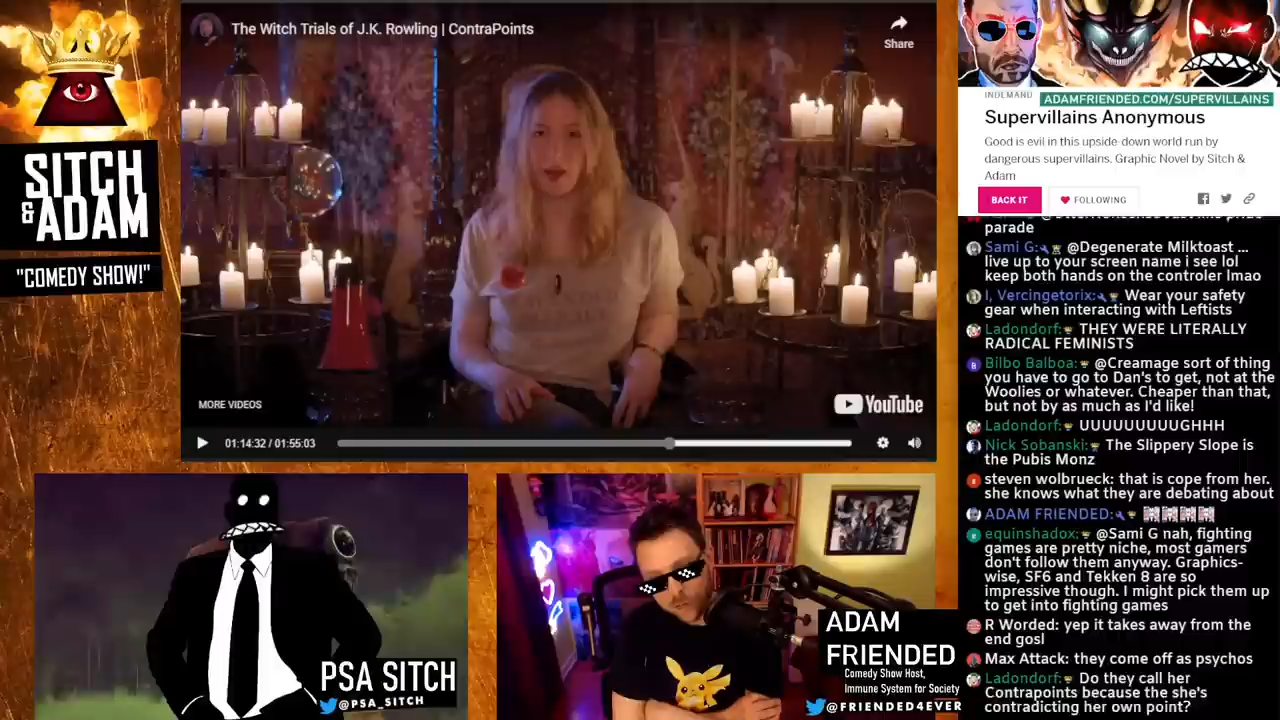 The Witch Trials of J.K. Rowling | ContraPoints
Share
MORE VIDEOS
YouTube
01:14:32 / 01:55:03
SITCH
& ADAM
"COMEDY SHOW!"
PSA SITCH
@PSA_SITCH
ADAM
FRIENDED
Comedy Show Host,
Immune System for Society
@FRIENDED4EVER
INDEMAND
ADAMFRIENDED.COM/SUPERVILLAINS
Supervillains Anonymous
Good is evil in this upside-down world run by
dangerous supervillains. Graphic Novel by Sitch &
Adam
BACK IT
FOLLOWING
parade
Sami G: @Degenerate Milktoast ...
live up to your screen name i see lol
keep both hands on the controler lmao
I, Vercingetorix: Wear your safety
gear when interacting with Leftists
Ladondorf: THEY WERE LITERALLY
RADICAL FEMINISTS
B
Bilbo Balboa: @Creamage sort of thing
you have to go to Dan's to get, not at the
Woolies or whatever. Cheaper than that,
but not by as much as I'd like!
Ladondorf: UUUUUUUUUGHHH
Nick Sobanski: The Slippery Slope is
the Pubis Monz
steven wolbrueck: that is cope from her.
she knows what they are debating about
ADAM FRIENDED:
e
equinshadox: @Sami G nah, fighting
games are pretty niche, most gamers
don't follow them anyway. Graphics-
wise, SF6 and Tekken 8 are so
impressive though. I might pick them up
to get into fighting games
R Worded: yep it takes away from the
end gosl
Max Attack: they come off as psychos
Ladondorf: Do they call her
Contrapoints because the she's
contradicting her own point?